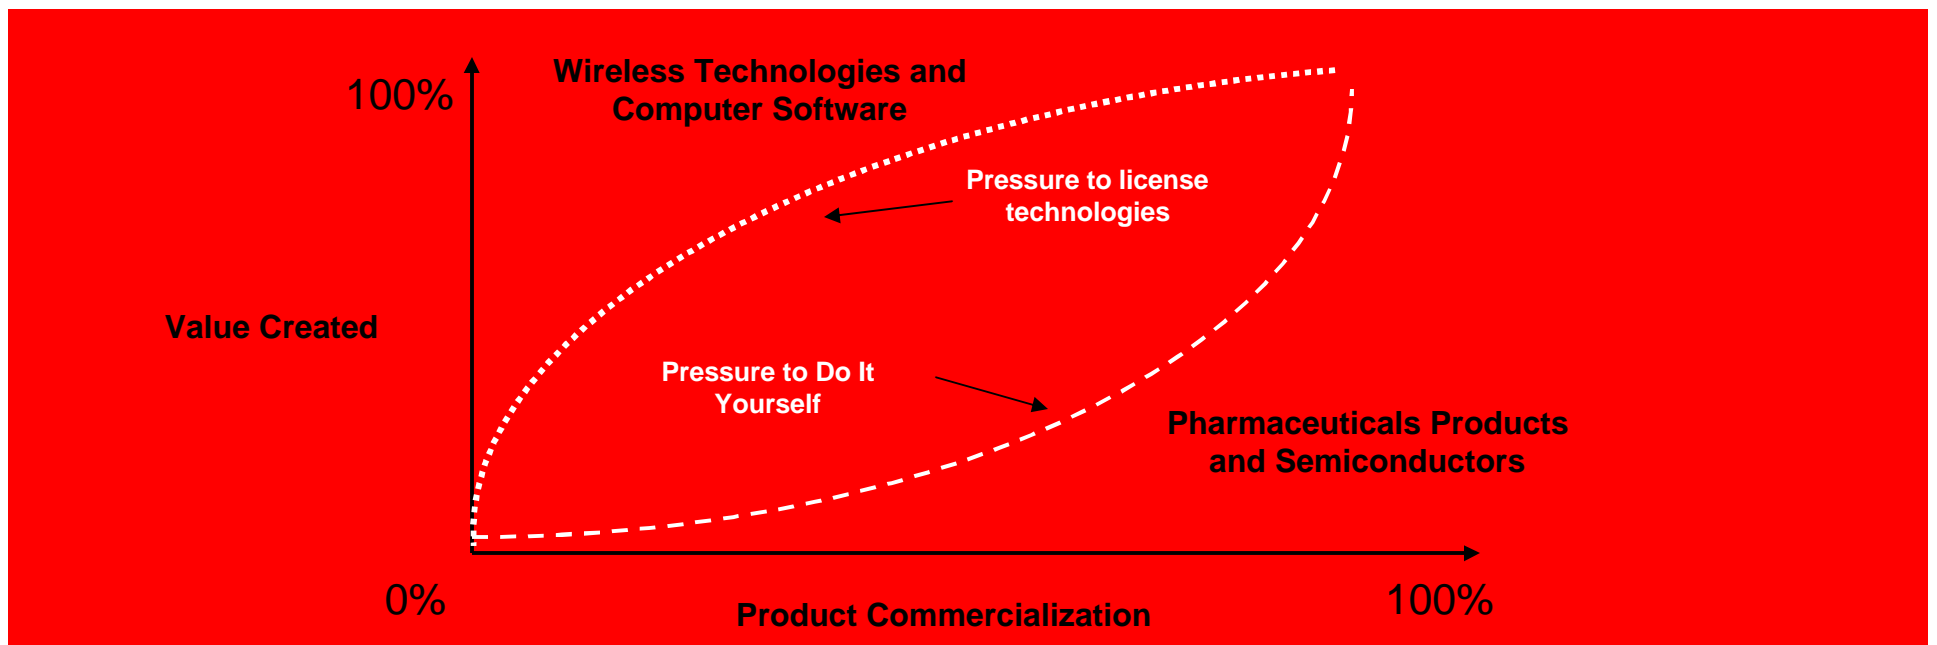 Wireless Technologies and
Computer Software
100%
Pressure to license
technologies
Value Created
Pressure to Do It
Yourself
Pharmaceuticals Products
and Semiconductors
0%
100%
Product Commercialization